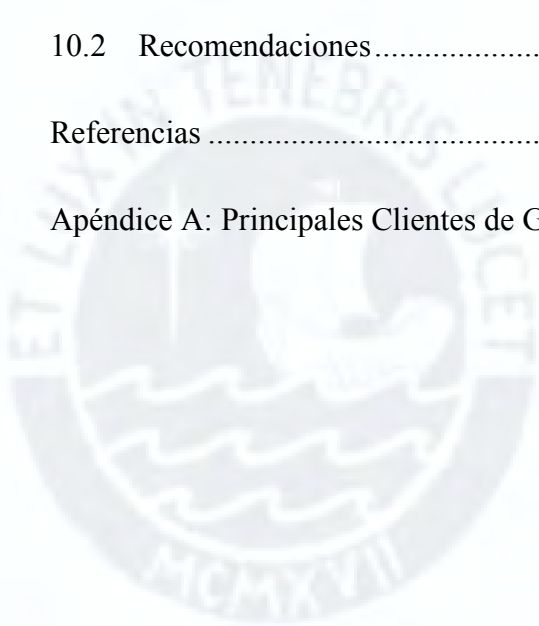 10.2 Recomendaciones....................
Referencias ........................................
Apéndice A: Principales Clientes de G
ET LUX IN TENEBRIS LUCET
MCMXVII